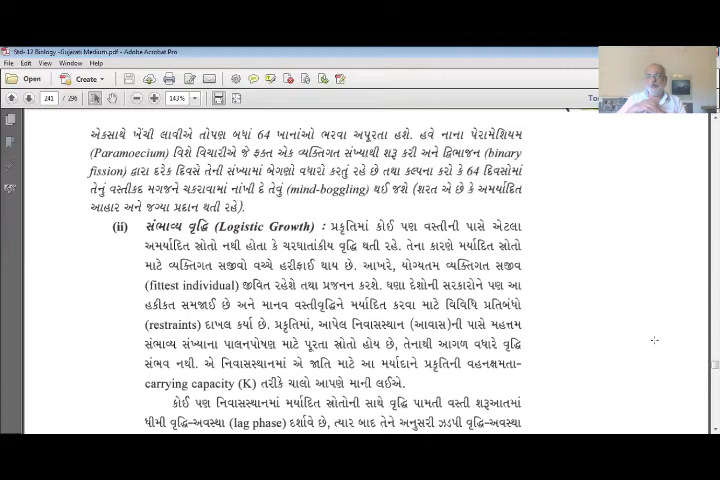 Std- 12 Biology -Gujarati Medium.pdf - Adobe Acrobat Pro
File Edit View Window Help
Open Create
241 / 296 143%
એકસાથે ખેંચી લાવીએ તોપણ બધાં 64 ખાનાંઓ ભરવા અપૂરતા હશે. હવે નાના પેરામેશિયમ
(Paramoecium) વિશે વિચારીએ જે ફક્ત એક વ્યક્તિગત સંખ્યાથી શરૂ કરી અને દ્વિભાજન (binary
fission) દ્વારા દરેક દિવસે તેની સંખ્યામાં બેગણો વધારો કરતું રહે છે તથા કલ્પના કરો કે 64 દિવસોમાં
તેનું વસ્તીકદ મગજને ચકરાવામાં નાંખી દે તેવું (mind-boggling) થઈ જશે (શરત એ છે કે અમર્યાદિત
આહાર અને જગ્યા પ્રદાન થતી રહે).
(ii) સંભાવ્ય વૃદ્ધિ (Logistic Growth) : પ્રકૃતિમાં કોઈ પણ વસ્તીની પાસે એટલા
અમર્યાદિત સ્રોતો નથી હોતા કે ચરઘાતાંકીય વૃદ્ધિ થતી રહે. તેના કારણે મર્યાદિત સ્રોતો
માટે વ્યક્તિગત સજીવો વચ્ચે હરીફાઈ થાય છે. આખરે, યોગ્યતમ વ્યક્તિગત સજીવ
(fittest individual) જીવિત રહેશે તથા પ્રજનન કરશે. ઘણા દેશોની સરકારોને પણ આ
હકીકત સમજાઈ છે અને માનવ વસ્તીવૃદ્ધિને મર્યાદિત કરવા માટે વિવિધિ પ્રતિબંધો
(restraints) દાખલ કર્યા છે. પ્રકૃતિમાં, આપેલ નિવાસસ્થાન (આવાસ)ની પાસે મહત્તમ
સંભાવ્ય સંખ્યાના પાલનપોષણ માટે પૂરતા સ્રોતો હોય છે, તેનાથી આગળ વધારે વૃદ્ધિ
સંભવ નથી. એ નિવાસસ્થાનમાં એ જાતિ માટે આ મર્યાદાને પ્રકૃતિની વહનક્ષમતા-
carrying capacity (K) તરીકે ચાલો આપણે માની લઈએ.
કોઈ પણ નિવાસસ્થાનમાં મર્યાદિત સ્રોતોની સાથે વૃદ્ધિ પામતી વસ્તી શરૂઆતમાં
ધીમી વૃદ્ધિ-અવસ્થા (lag phase) દર્શાવે છે, ત્યાર બાદ તેને અનુસરી ઝડપી વૃદ્ધિ-અવસ્થા